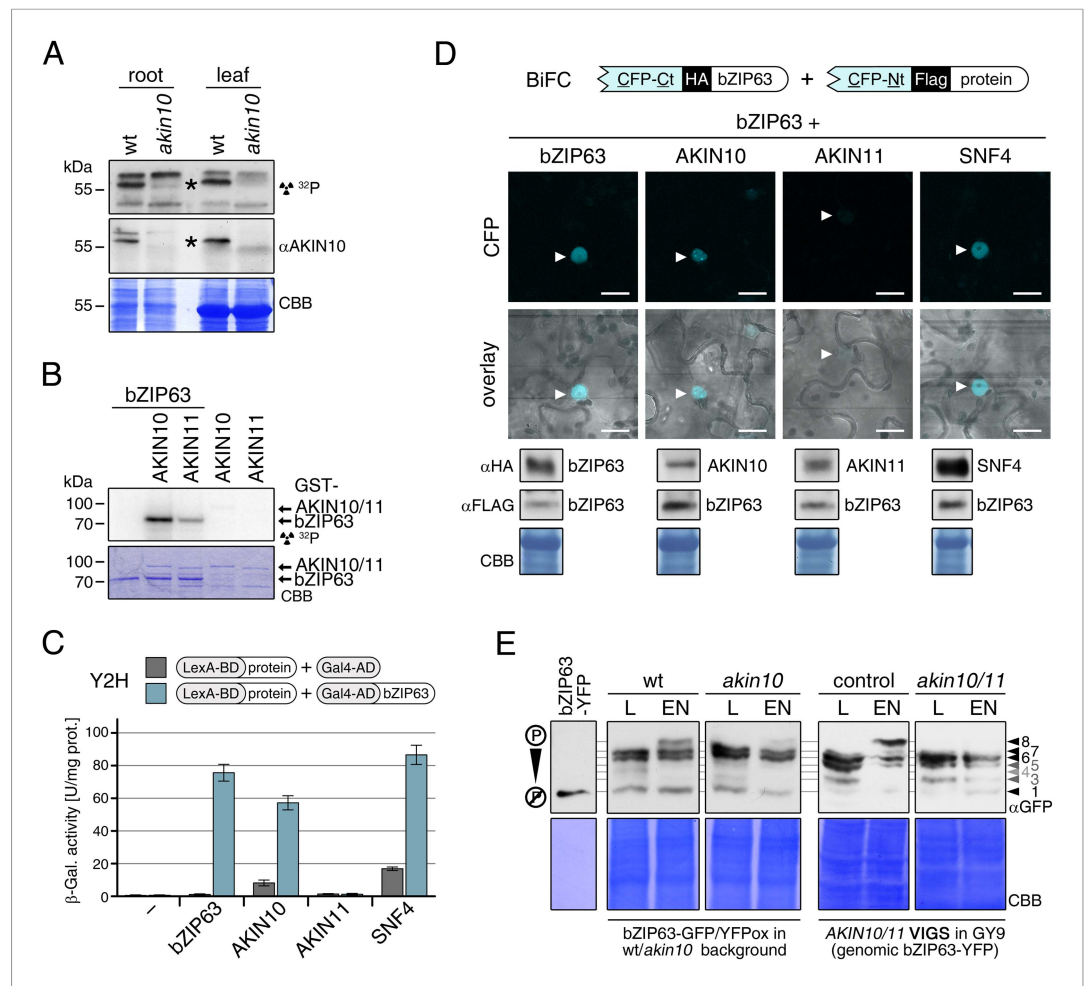 A
root leaf
wt akin10 wt akin10
kDa
55 * 32P
55 * αAKIN10
55 CBB
B
bZIP63
AKIN10 AKIN11 AKIN10 AKIN11
kDa GST-
100 AKIN10/11
70 bZIP63
32P
100 AKIN10/11
70 bZIP63
CBB
C
Y2H
LexA-BD protein + Gal4-AD
LexA-BD protein + Gal4-AD bZIP63
β-Gal. activity [U/mg prot.]
100
80
60
40
20
0
– bZIP63 AKIN10 AKIN11 SNF4
D
BiFC CFP-Ct HA bZIP63 + CFP-Nt Flag protein
bZIP63 +
bZIP63 AKIN10 AKIN11 SNF4
CFP
overlay
αHA bZIP63 AKIN10 AKIN11 SNF4
αFLAG bZIP63 bZIP63 bZIP63 bZIP63
CBB
E
bZIP63
-YFP
wt akin10 control akin10/11
L EN L EN L EN L EN
P
P
8
67
5
4
3
1
αGFP
CBB
bZIP63-GFP/YFPox in
wt/akin10 background
AKIN10/11 VIGS in GY9
(genomic bZIP63-YFP)